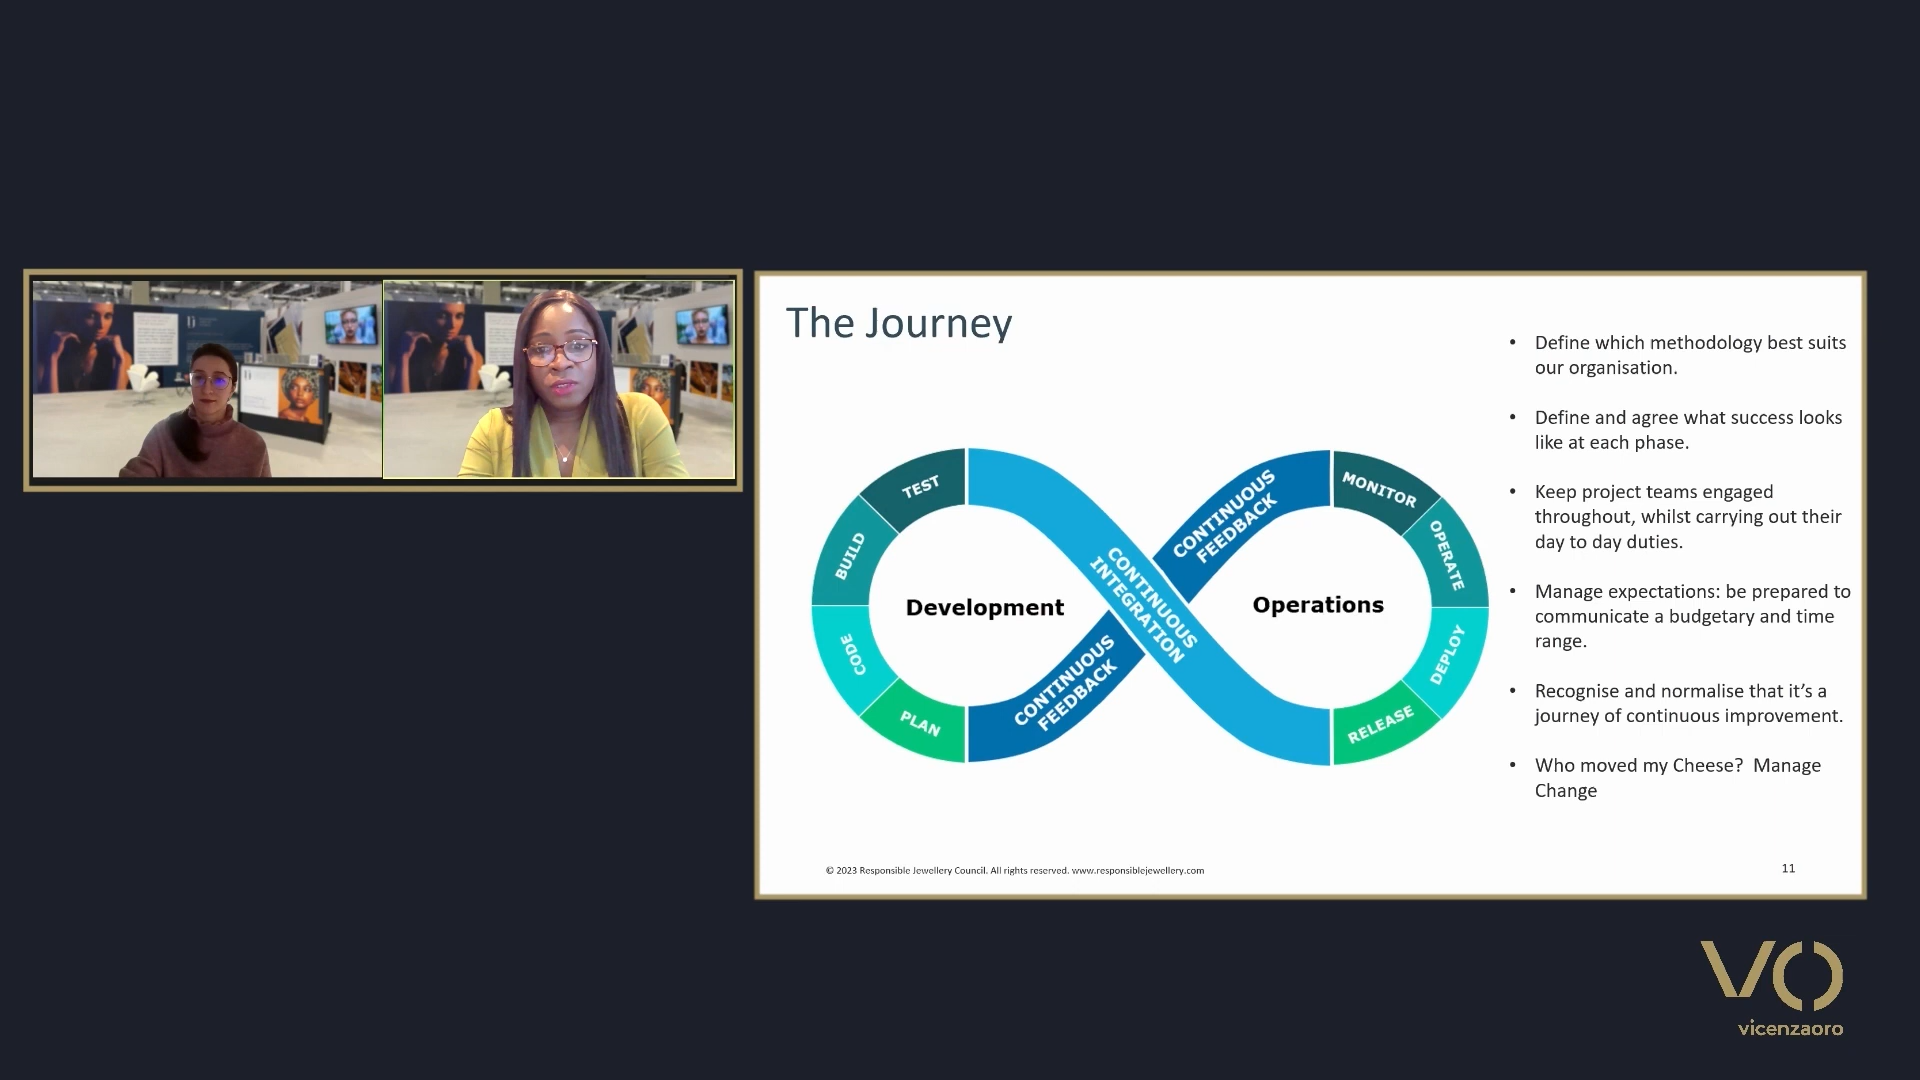 The Journey
TEST
BUILD
CODE
PLAN
Development
CONTINUOUS
FEEDBACK
CONTINUOUS
INTEGRATION
CONTINUOUS
FEEDBACK
Operations
MONITOR
OPERATE
DEPLOY
RELEASE
• Define which methodology best suits
our organisation.
• Define and agree what success looks
like at each phase.
• Keep project teams engaged
throughout, whilst carrying out their
day to day duties.
• Manage expectations: be prepared to
communicate a budgetary and time
range.
• Recognise and normalise that it’s a
journey of continuous improvement.
• Who moved my Cheese?  Manage
Change
© 2023 Responsible Jewellery Council. All rights reserved. www.responsiblejewellery.com
11
VO
vicenzaoro